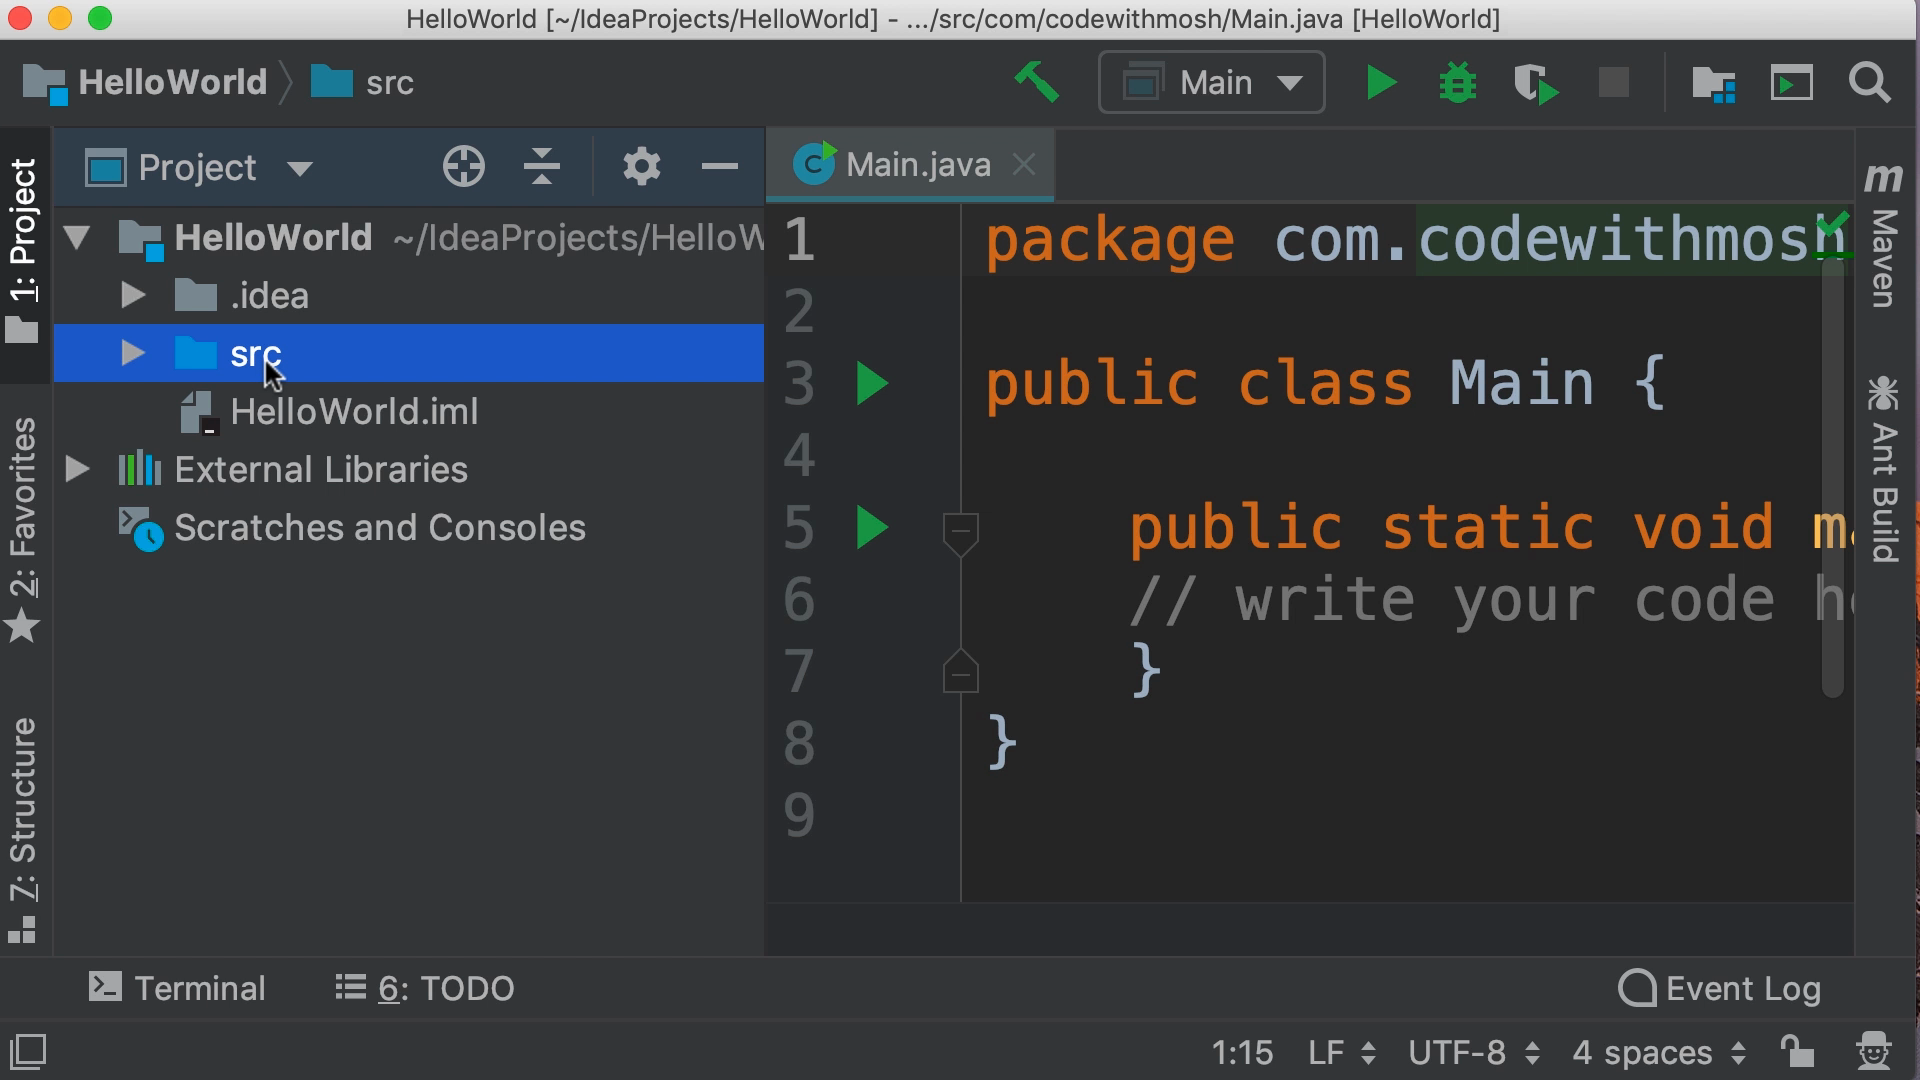 HelloWorld [~/IdeaProjects/HelloWorld] - .../src/com/codewithmosh/Main.java [HelloWorld]
HelloWorld
src
Main
1: Project
2: Favorites
7: Structure
Project
HelloWorld ~/IdeaProjects/HelloW
.idea
src
HelloWorld.iml
External Libraries
Scratches and Consoles
Main.java
1 package com.codewithmosh
2
3 public class Main {
4
5 public static void ma
6 // write your code he
7 }
8 }
9
m Maven
Ant Build
Terminal
6: TODO
Event Log
1:15 LF UTF-8 4 spaces